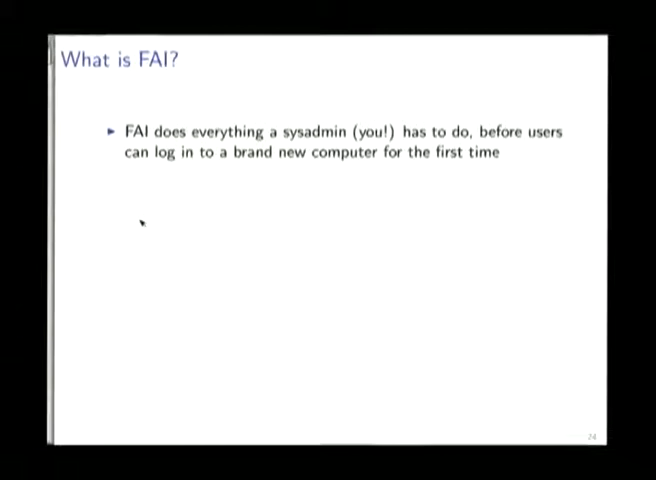 What is FAI?
► FAI does everything a sysadmin (you!) has to do, before users
can log in to a brand new computer for the first time
24